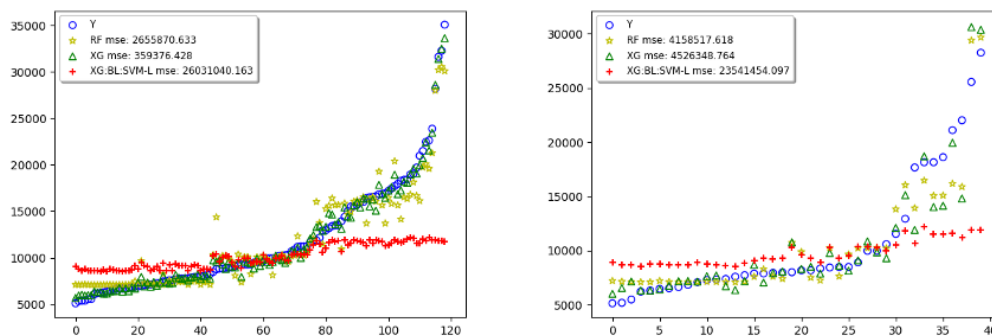 Y
RF mse: 2655870.633
XG mse: 359376.428
XG:BL:SVM-L mse: 26031040.163
35000
30000
25000
20000
15000
10000
5000
0 20 40 60 80 100 120
Y
RF mse: 4158517.618
XG mse: 4526348.764
XG:BL:SVM-L mse: 23541454.097
30000
25000
20000
15000
10000
5000
0 5 10 15 20 25 30 35 40